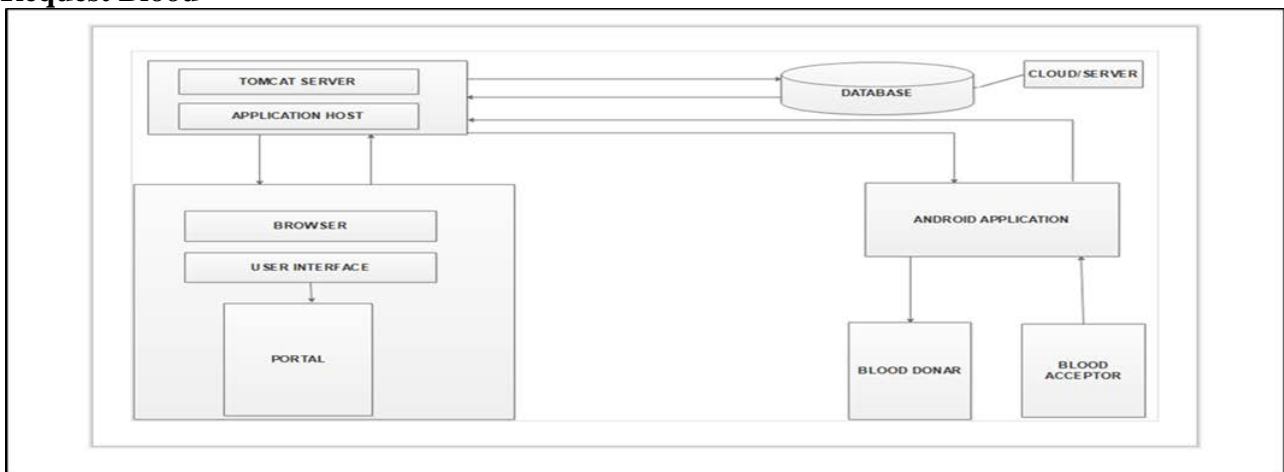 Request Blood
TOMCAT SERVER
APPLICATION HOST
DATABASE
CLOUD/SERVER
BROWSER
USER INTERFACE
PORTAL
ANDROID APPLICATION
BLOOD DONAR
BLOOD
ACCEPTOR